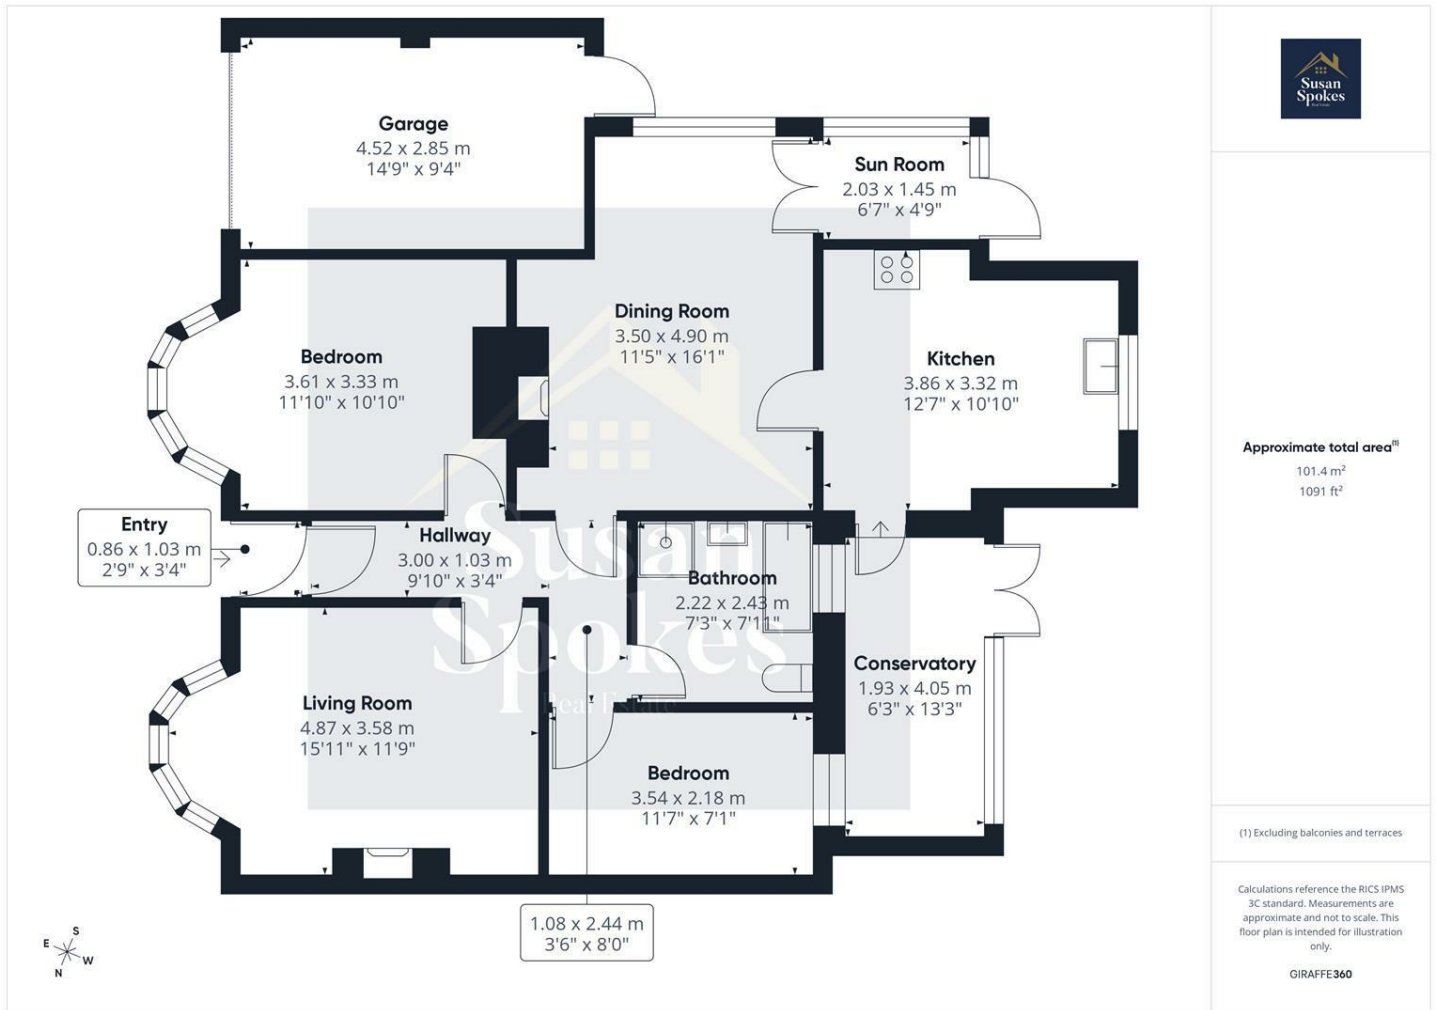 Garage
4.52 x 2.85 m
14'9" x 9'4"
Sun Room
2.03 x 1.45 m
6'7" x 4'9"
Dining Room
3.50 x 4.90 m
11'5" x 16'1"
Bedroom
3.61 x 3.33 m
11'10" x 10'10"
Kitchen
3.86 x 3.32 m
12'7" x 10'10"
Entry
0.86 x 1.03 m
2'9" x 3'4"
Hallway
3.00 x 1.03 m
9'10" x 3'4"
Bathroom
2.22 x 2.43 m
7'3" x 7'11"
Conservatory
1.93 x 4.05 m
6'3" x 13'3"
Living Room
4.87 x 3.58 m
15'11" x 11'9"
Bedroom
3.54 x 2.18 m
11'7" x 7'1"
1.08 x 2.44 m
3'6" x 8'0"
Susan
Spokes
Real Estate
S
E
W
N
Susan
Spokes
Real Estate
Approximate total area(1)
101.4 m²
1091 ft²
(1) Excluding balconies and terraces
Calculations reference the RICS IPMS
3C standard. Measurements are
approximate and not to scale. This
floor plan is intended for illustration
only.
GIRAFFE360